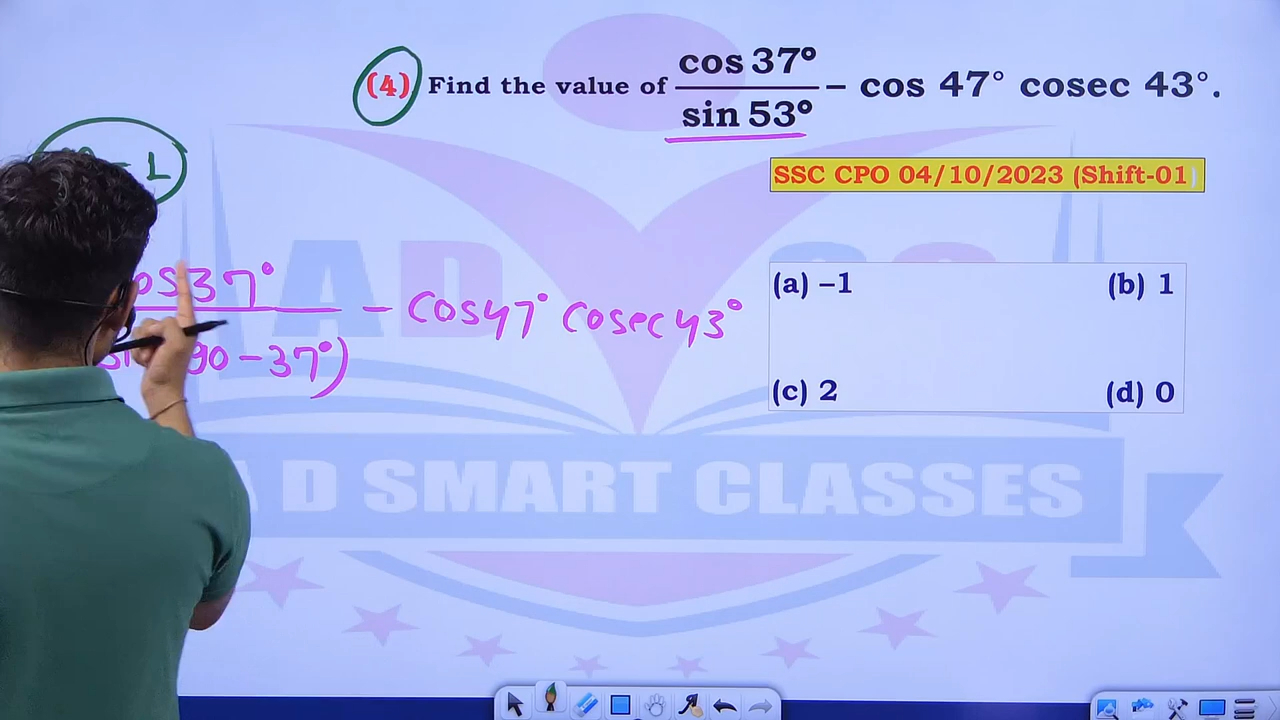 (4). Find the value of cos 37° / sin 53° − cos 47° cosec 43°.
SSC CPO 04/10/2023 (Shift-01)
(a) −1 (b) 1
(c) 2 (d) 0
37° − cos47° cosec43°
90 − 37°)
A D SMART CLASSES